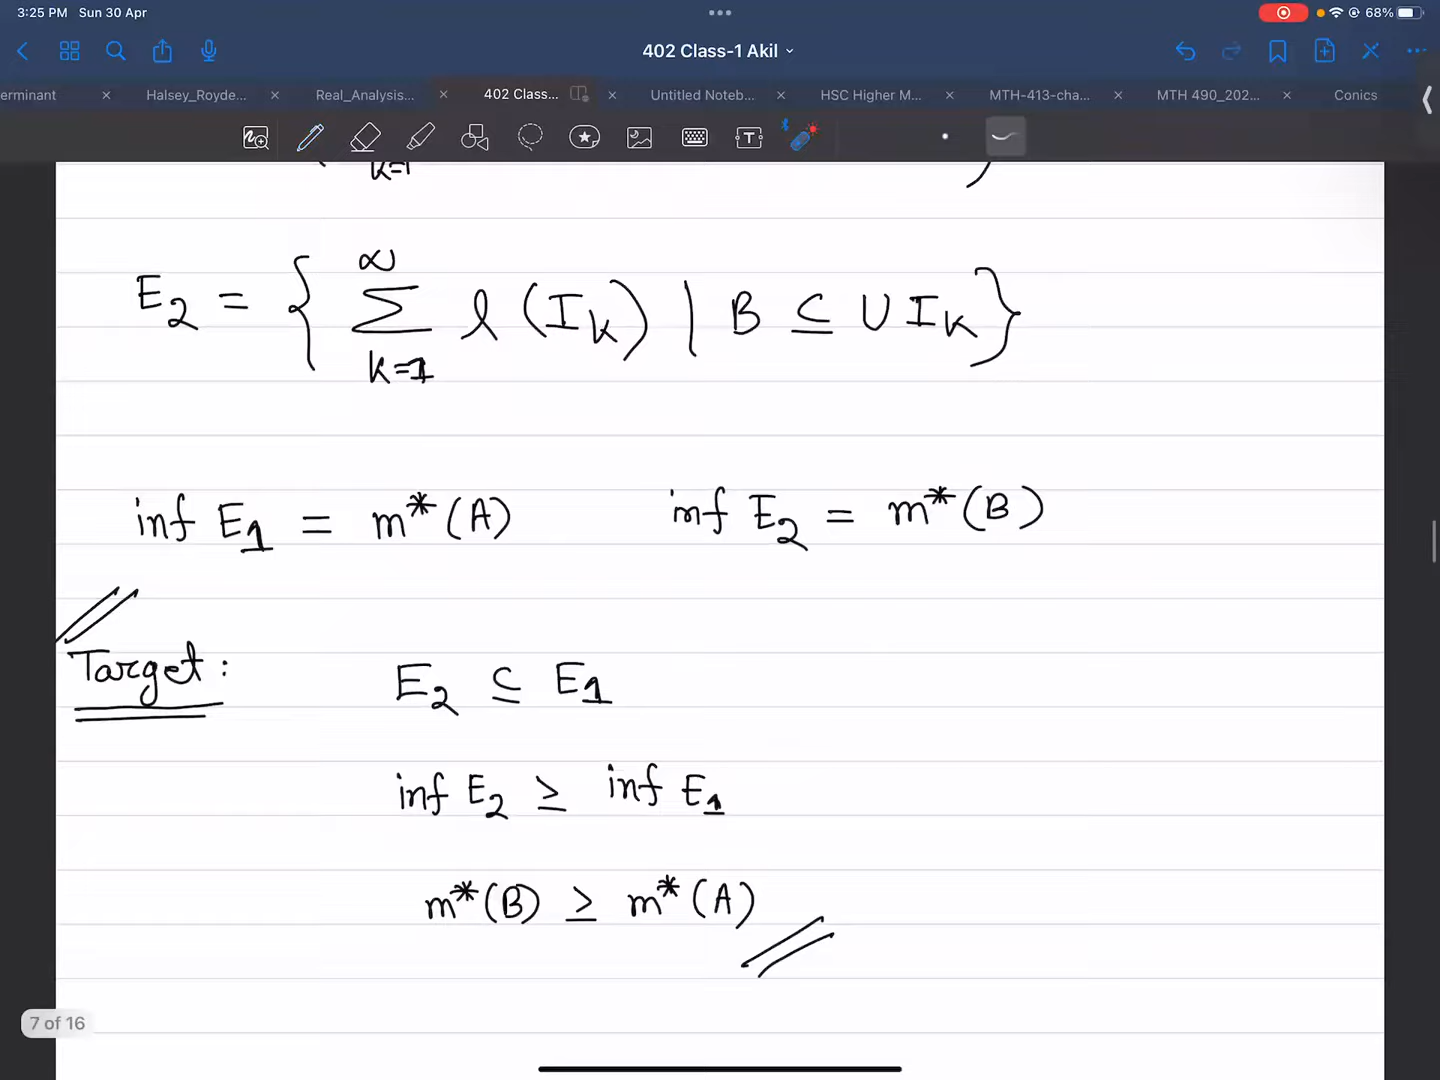 3:25 PM Sun 30 Apr
68%
402 Class-1 Akil
erminant
Halsey_Royde...
Real_Analysis...
402 Class...
Untitled Noteb...
HSC Higher M...
MTH-413-cha...
MTH 490_202...
Conics
k=1
E₂ = { ∑_{k=1}^{∞} l(I_k) | B ⊆ ∪ I_k }
inf E₁ = m*(A) inf E₂ = m*(B)
Target: E₂ ⊆ E₁
inf E₂ ≥ inf E₁
m*(B) ≥ m*(A)
7 of 16